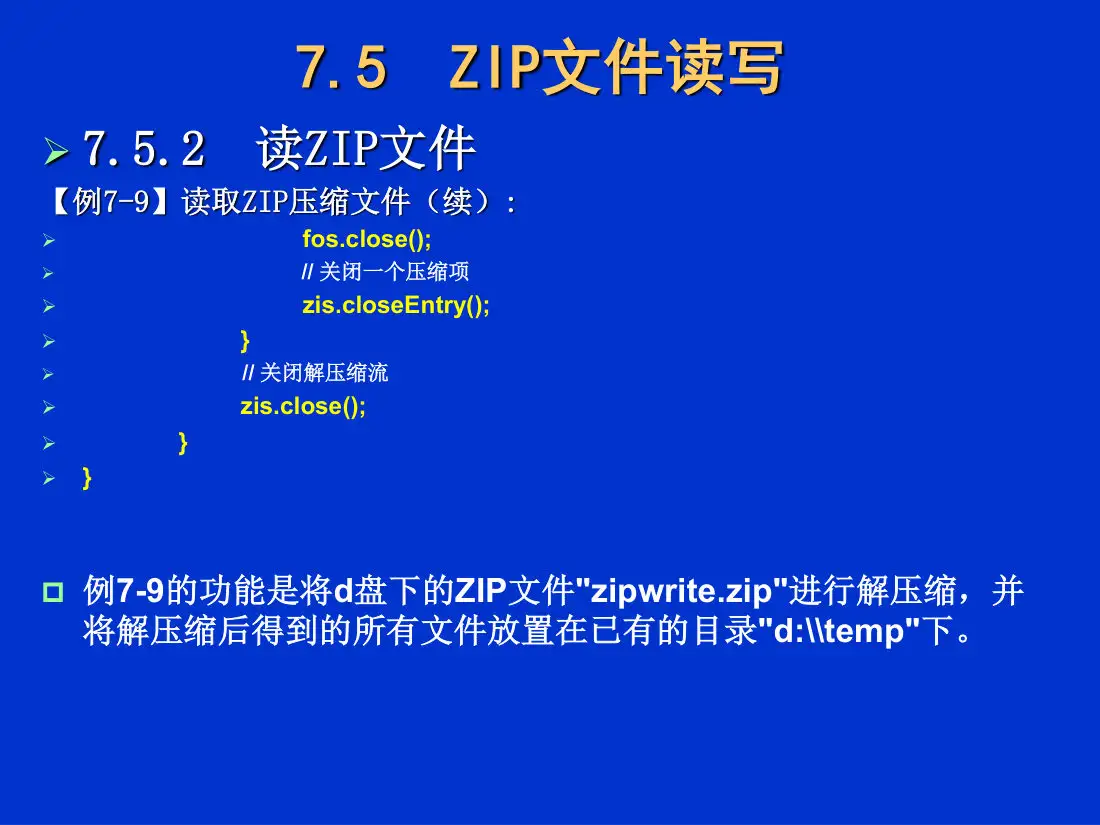 7.5 ZIP文件读写
7.5.2 读ZIP文件
【例7-9】读取ZIP压缩文件（续）:
fos.close();
// 关闭一个压缩项
zis.closeEntry();
}
// 关闭解压缩流
zis.close();
}
}
例7-9的功能是将d盘下的ZIP文件"zipwrite.zip"进行解压缩，并
将解压缩后得到的所有文件放置在已有的目录"d:\\temp"下。